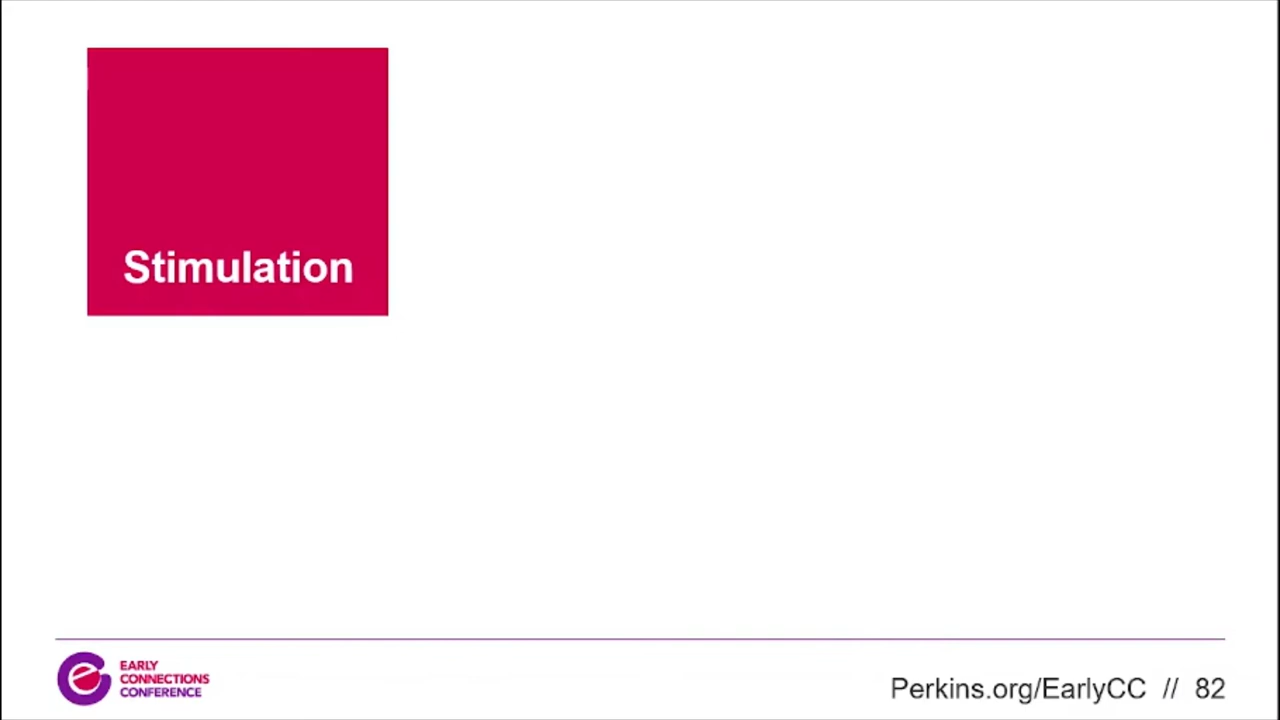 Stimulation
EARLY
CONNECTIONS
CONFERENCE
Perkins.org/EarlyCC // 82